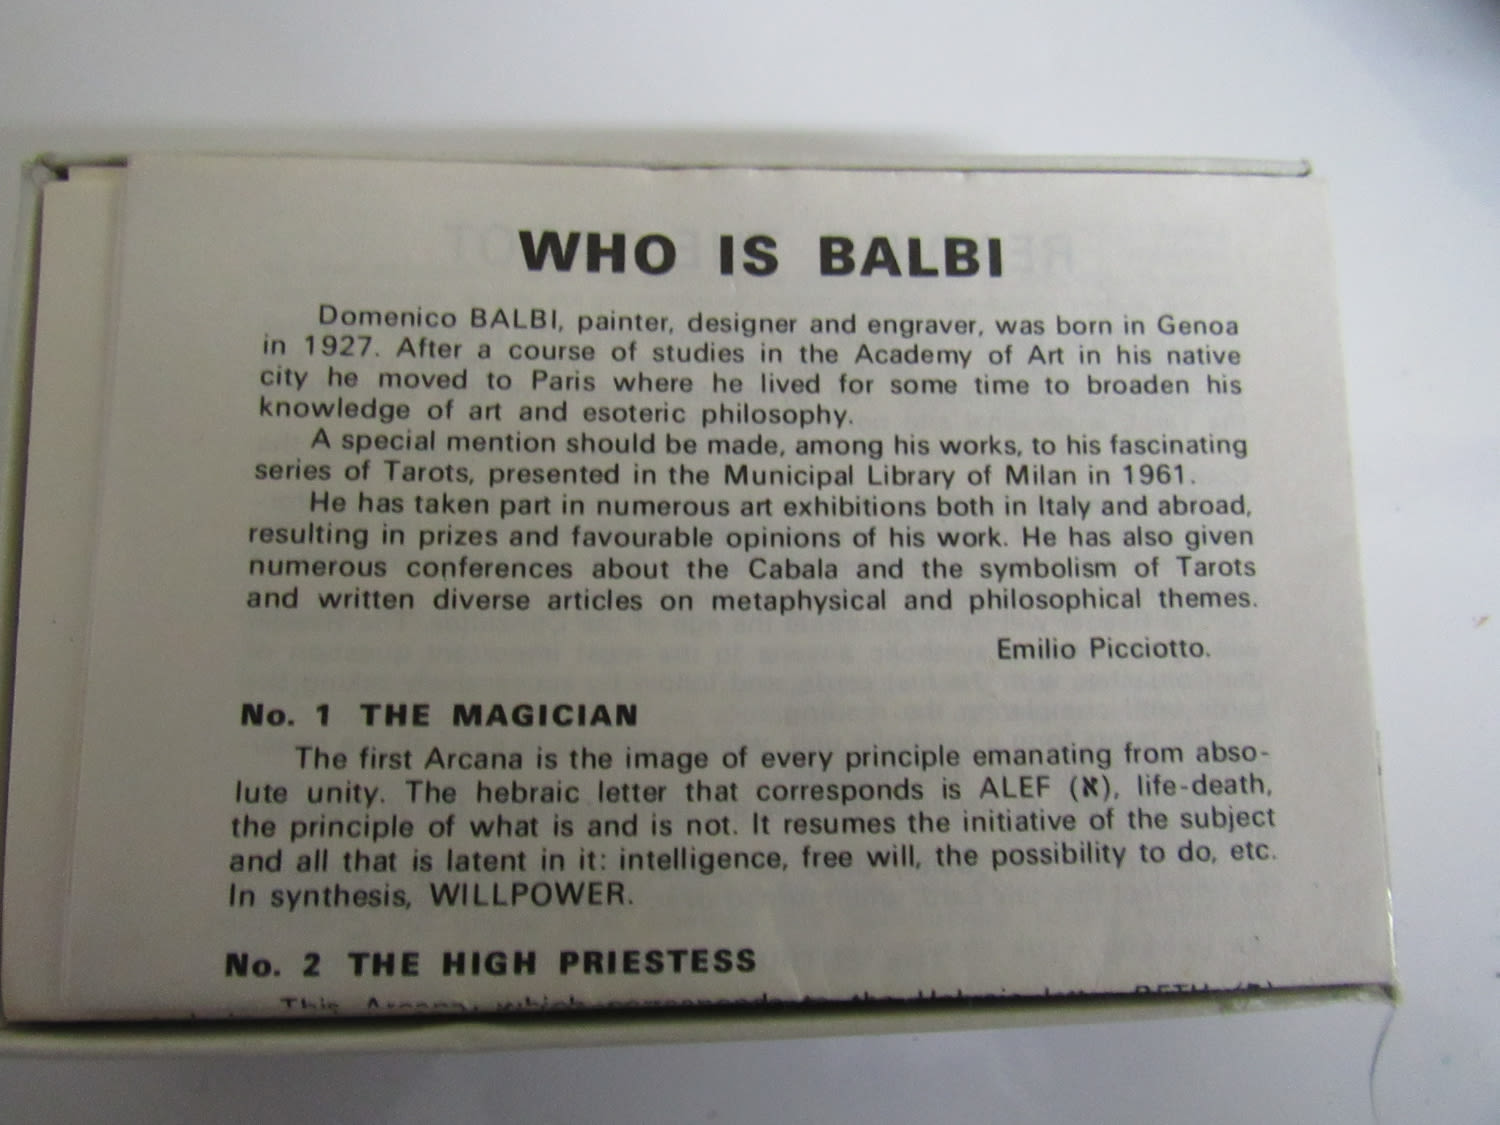 WHO IS BALBI
Domenico BALBI, painter, designer and engraver, was born in Genoa
in 1927. After a course of studies in the Academy of Art in his native
city he moved to Paris where he lived for some time to broaden his
knowledge of art and esoteric philosophy.
A special mention should be made, among his works, to his fascinating
series of Tarots, presented in the Municipal Library of Milan in 1961.
He has taken part in numerous art exhibitions both in Italy and abroad,
resulting in prizes and favourable opinions of his work. He has also given
numerous conferences about the Cabala and the symbolism of Tarots
and written diverse articles on metaphysical and philosophical themes.
Emilio Picciotto.
No. 1 THE MAGICIAN
The first Arcana is the image of every principle emanating from abso-
lute unity. The hebraic letter that corresponds is ALEF (א), life-death,
the principle of what is and is not. It resumes the initiative of the subject
and all that is latent in it: intelligence, free will, the possibility to do, etc.
In synthesis, WILLPOWER.
No. 2 THE HIGH PRIESTESS
This Arcana, which corresponds to the